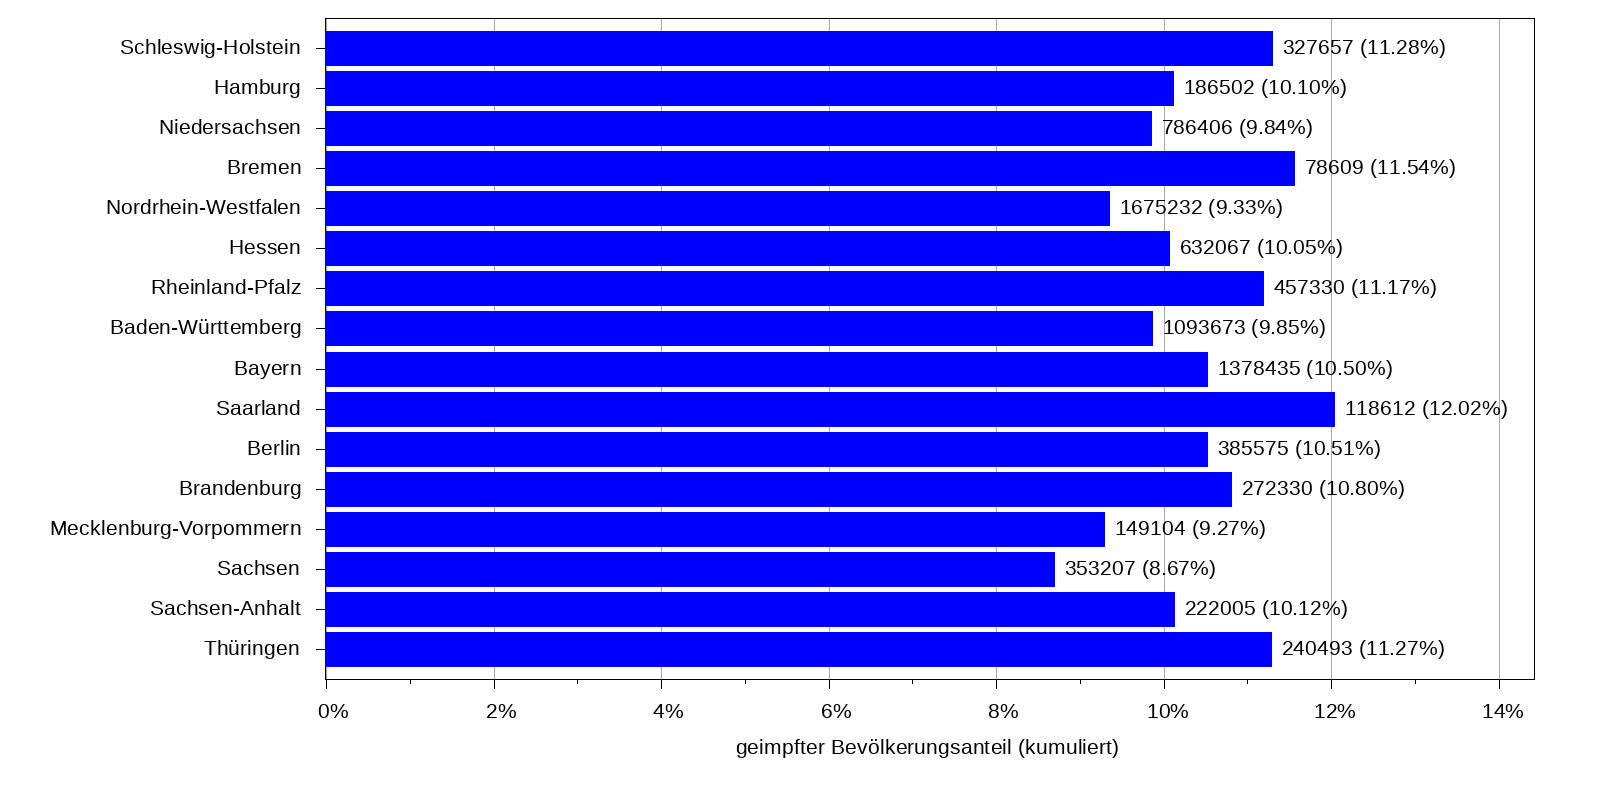 Schleswig-Holstein 327657 (11.28%)
Hamburg 186502 (10.10%)
Niedersachsen 786406 (9.84%)
Bremen 78609 (11.54%)
Nordrhein-Westfalen 1675232 (9.33%)
Hessen 632067 (10.05%)
Rheinland-Pfalz 457330 (11.17%)
Baden-Württemberg 1093673 (9.85%)
Bayern 1378435 (10.50%)
Saarland 118612 (12.02%)
Berlin 385575 (10.51%)
Brandenburg 272330 (10.80%)
Mecklenburg-Vorpommern 149104 (9.27%)
Sachsen 353207 (8.67%)
Sachsen-Anhalt 222005 (10.12%)
Thüringen 240493 (11.27%)
0% 2% 4% 6% 8% 10% 12% 14%
geimpfter Bevölkerungsanteil (kumuliert)